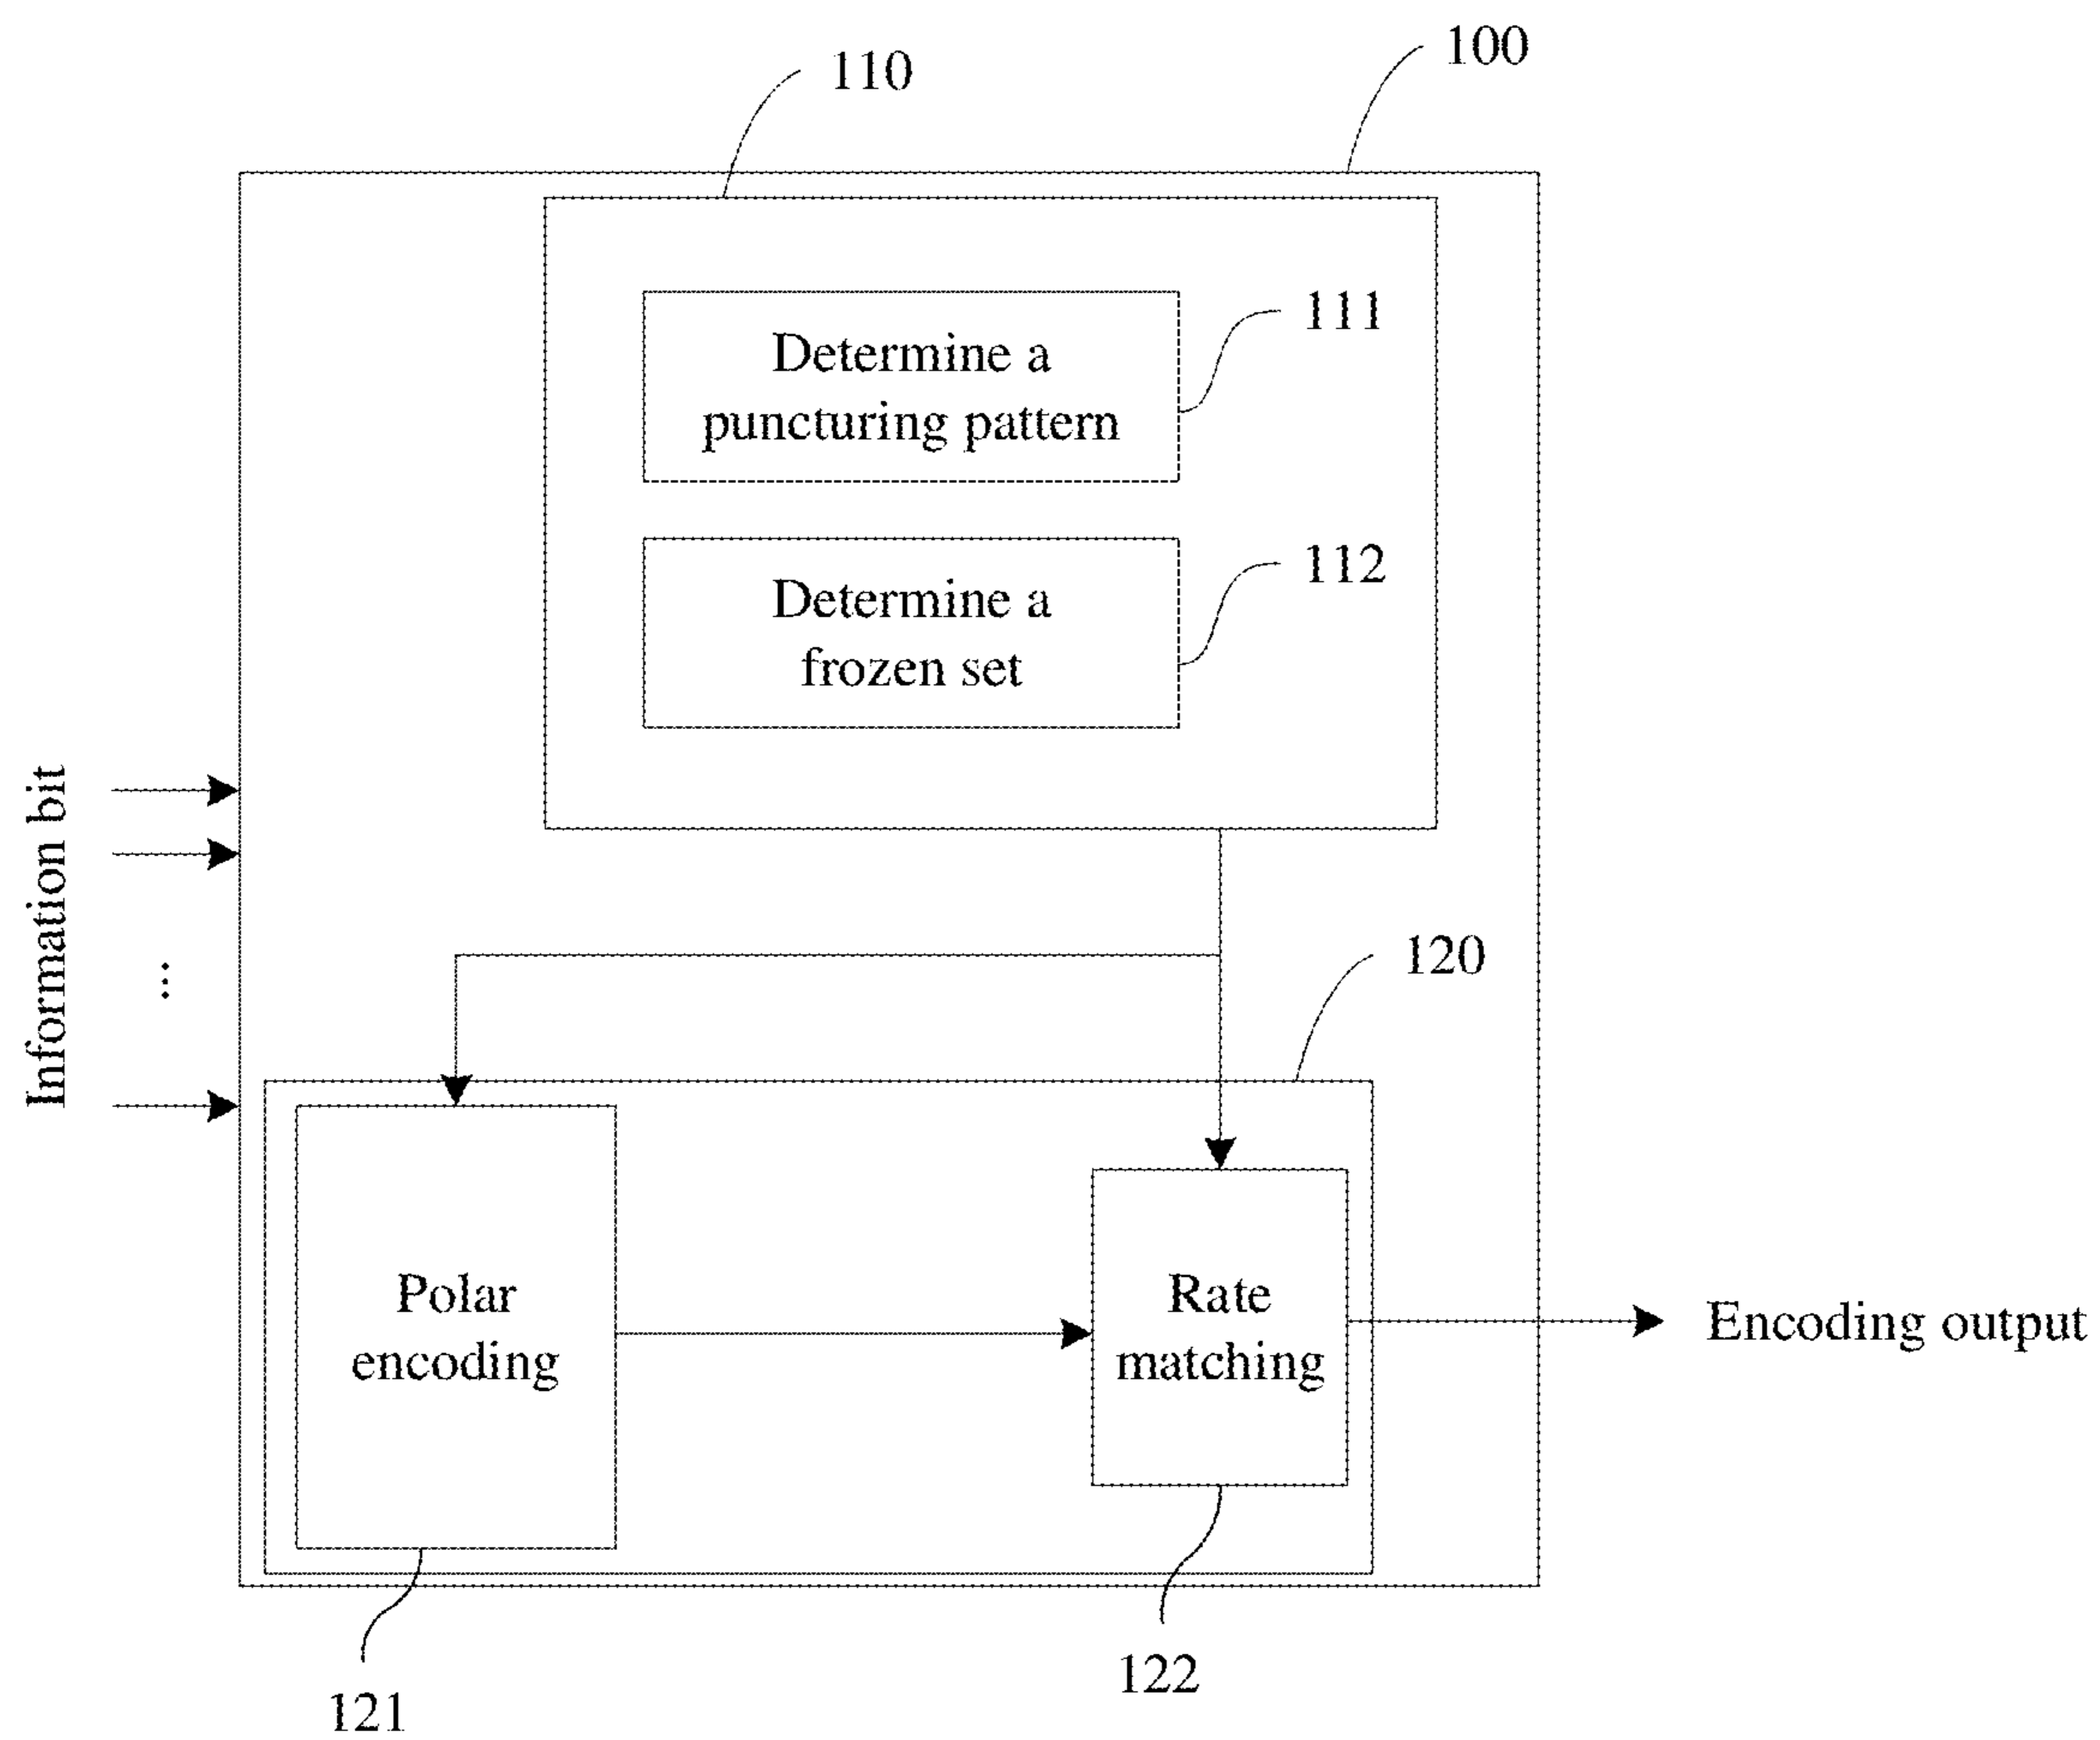 100
110
111
Determine a
puncturing pattern
112
Determine a
frozen set
Information bit
...
120
Polar
encoding
Rate
matching
Encoding output
122
121